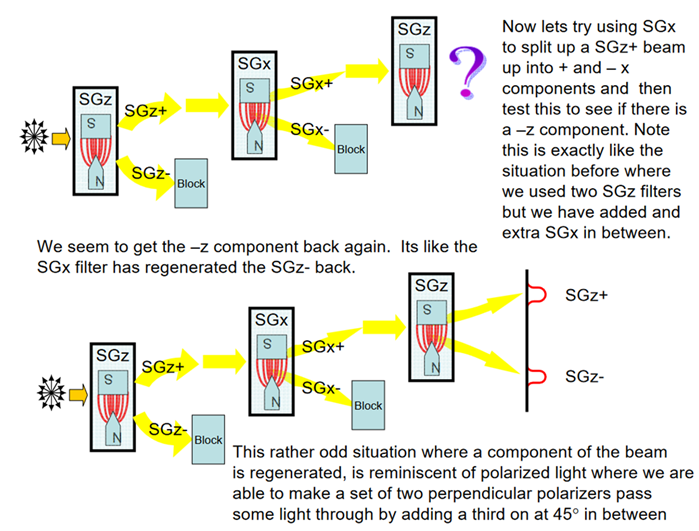 SGz
S
N
SGz+
SGz-
Block
SGx
S
N
SGx+
SGx-
Block
SGz
S
N
?
Now lets try using SGx
to split up a SGz+ beam
up into + and – x
components and then
test this to see if there is
a –z component. Note
this is exactly like the
situation before where
we used two SGz filters
but we have added and
extra SGx in between.
We seem to get the –z component back again. Its like the
SGx filter has regenerated the SGz- back.
SGz
S
N
SGz+
SGz-
Block
SGx
S
N
SGx+
SGx-
Block
SGz
S
N
SGz+
SGz-
This rather odd situation where a component of the beam
is regenerated, is reminiscent of polarized light where we are
able to make a set of two perpendicular polarizers pass
some light through by adding a third on at 45° in between